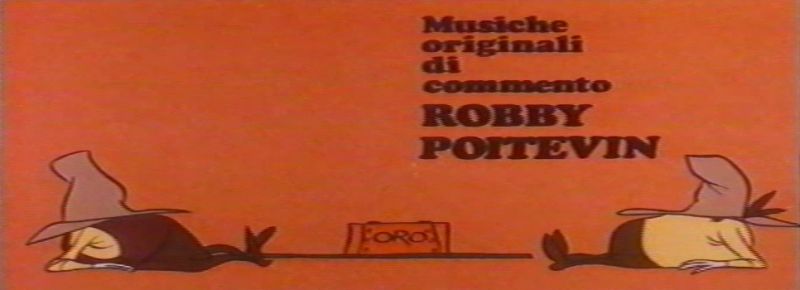 Musiche
originali
di
commento
ROBBY
POITEVIN
ORO